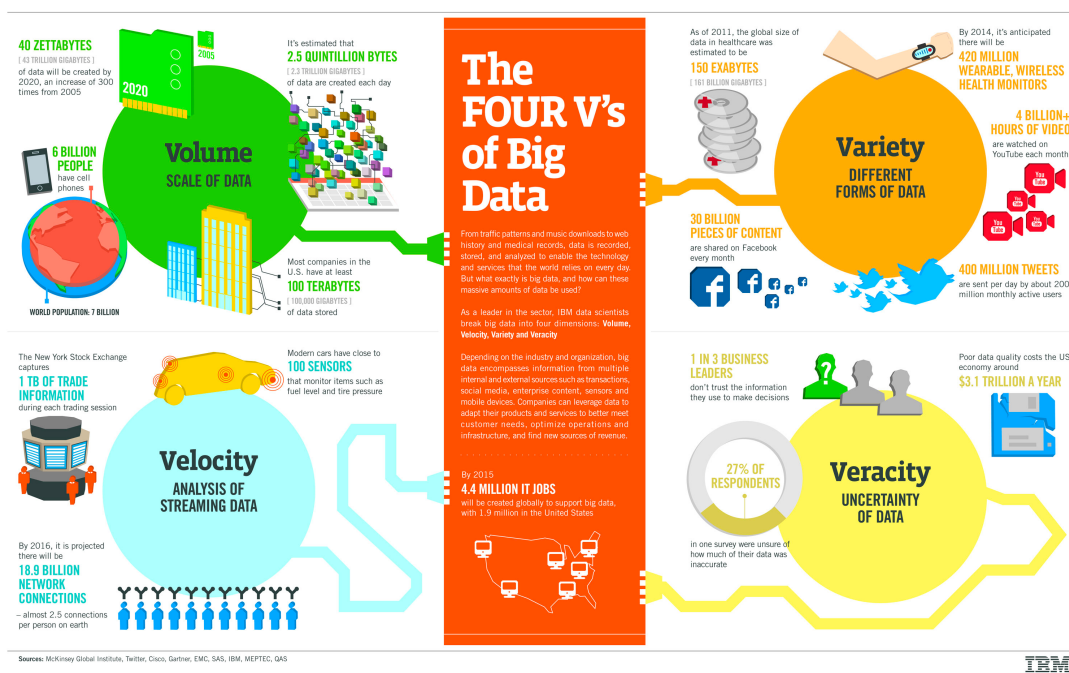 40 ZETTABYTES
[ 43 TRILLION GIGABYTES ]
of data will be created by
2020, an increase of 300
times from 2005
2005
2020
It's estimated that
2.5 QUINTILLION BYTES
[ 2.3 TRILLION GIGABYTES ]
of data are created each day
6 BILLION
PEOPLE
have cell
phones
WORLD POPULATION: 7 BILLION
Volume
SCALE OF DATA
Most companies in the
U.S. have at least
100 TERABYTES
[ 100,000 GIGABYTES ]
of data stored
The New York Stock Exchange
captures
1 TB OF TRADE
INFORMATION
during each trading session
Modern cars have close to
100 SENSORS
that monitor items such as
fuel level and tire pressure
Velocity
ANALYSIS OF
STREAMING DATA
By 2016, it is projected
there will be
18.9 BILLION
NETWORK
CONNECTIONS
– almost 2.5 connections
per person on earth
The
FOUR V's
of Big
Data
From traffic patterns and music downloads to web
history and medical records, data is recorded,
stored, and analyzed to enable the technology
and services that the world relies on every day.
But what exactly is big data, and how can these
massive amounts of data be used?
As a leader in the sector, IBM data scientists
break big data into four dimensions: Volume,
Velocity, Variety and Veracity
Depending on the industry and organization, big
data encompasses information from multiple
internal and external sources such as transactions,
social media, enterprise content, sensors and
mobile devices. Companies can leverage data to
adapt their products and services to better meet
customer needs, optimize operations and
infrastructure, and find new sources of revenue.
By 2015
4.4 MILLION IT JOBS
will be created globally to support big data,
with 1.9 million in the United States
As of 2011, the global size of
data in healthcare was
estimated to be
150 EXABYTES
[ 161 BILLION GIGABYTES ]
By 2014, it's anticipated
there will be
420 MILLION
WEARABLE, WIRELESS
HEALTH MONITORS
4 BILLION+
HOURS OF VIDEO
are watched on
YouTube each month
You
Tube
You
Tube
You
Tube
You
Tube
Variety
DIFFERENT
FORMS OF DATA
30 BILLION
PIECES OF CONTENT
are shared on Facebook
every month
f
f
f
f
f
f
400 MILLION TWEETS
are sent per day by about 200
million monthly active users
1 IN 3 BUSINESS
LEADERS
don't trust the information
they use to make decisions
?
Poor data quality costs the US
economy around
$3.1 TRILLION A YEAR
27% OF
RESPONDENTS
in one survey were unsure of
how much of their data was
inaccurate
Veracity
UNCERTAINTY
OF DATA
Sources: McKinsey Global Institute, Twitter, Cisco, Gartner, EMC, SAS, IBM, MEPTEC, QAS
IBM